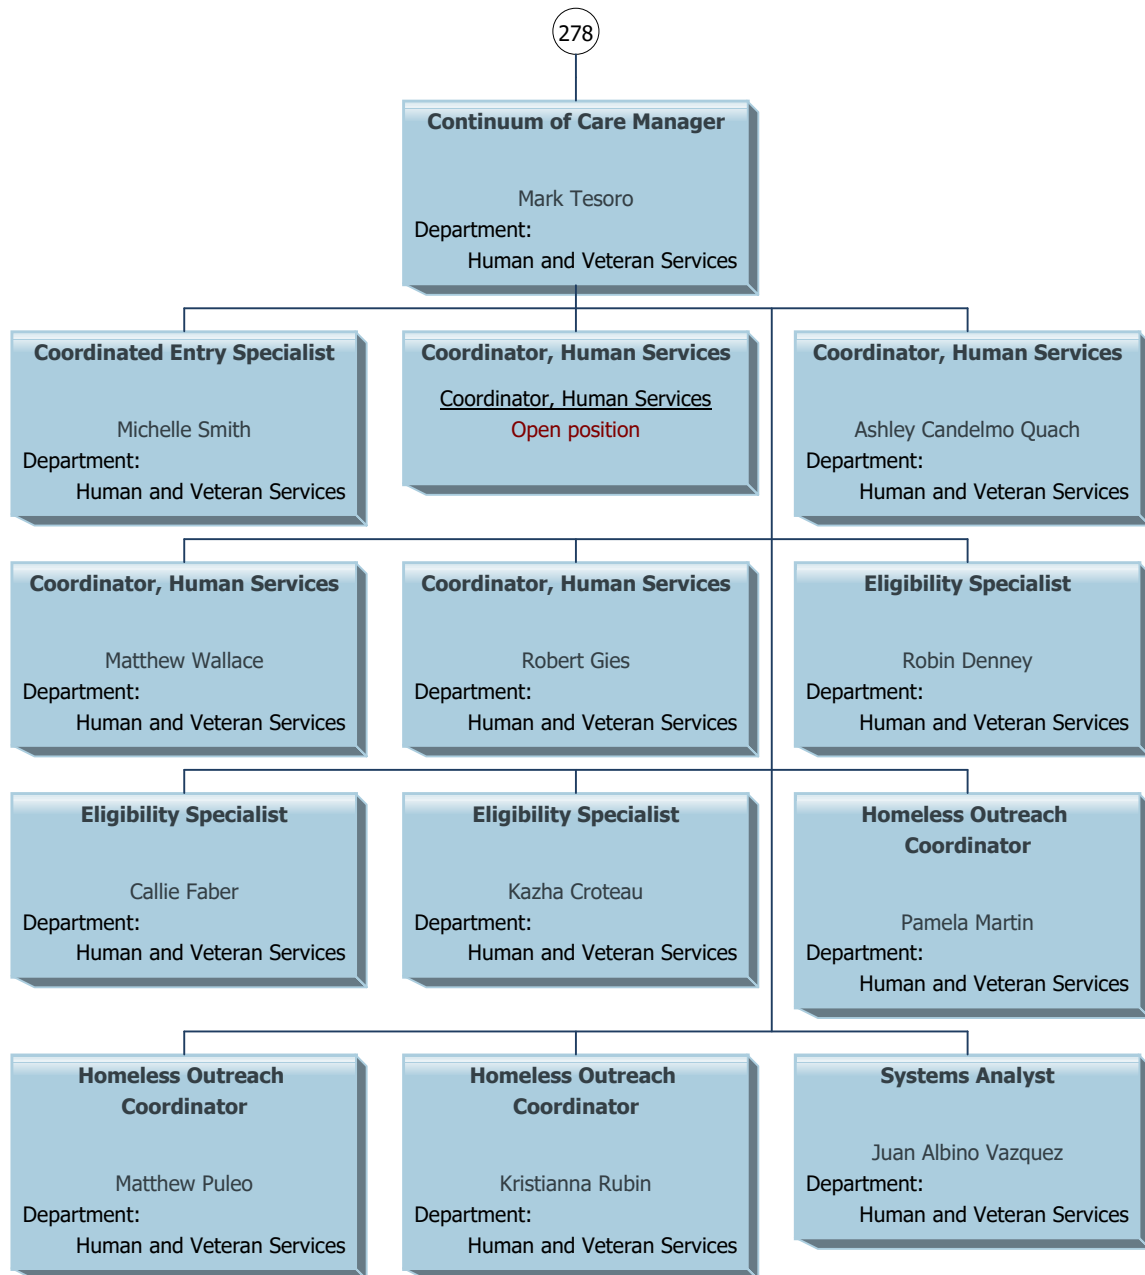 278
Continuum of Care Manager
Mark Tesoro
Department:
Human and Veteran Services
Coordinated Entry Specialist
Michelle Smith
Department:
Human and Veteran Services
Coordinator, Human Services
Coordinator, Human Services
Open position
Coordinator, Human Services
Ashley Candelmo Quach
Department:
Human and Veteran Services
Coordinator, Human Services
Matthew Wallace
Department:
Human and Veteran Services
Coordinator, Human Services
Robert Gies
Department:
Human and Veteran Services
Eligibility Specialist
Robin Denney
Department:
Human and Veteran Services
Eligibility Specialist
Callie Faber
Department:
Human and Veteran Services
Eligibility Specialist
Kazha Croteau
Department:
Human and Veteran Services
Homeless Outreach
Coordinator
Pamela Martin
Department:
Human and Veteran Services
Homeless Outreach
Coordinator
Matthew Puleo
Department:
Human and Veteran Services
Homeless Outreach
Coordinator
Kristianna Rubin
Department:
Human and Veteran Services
Systems Analyst
Juan Albino Vazquez
Department:
Human and Veteran Services